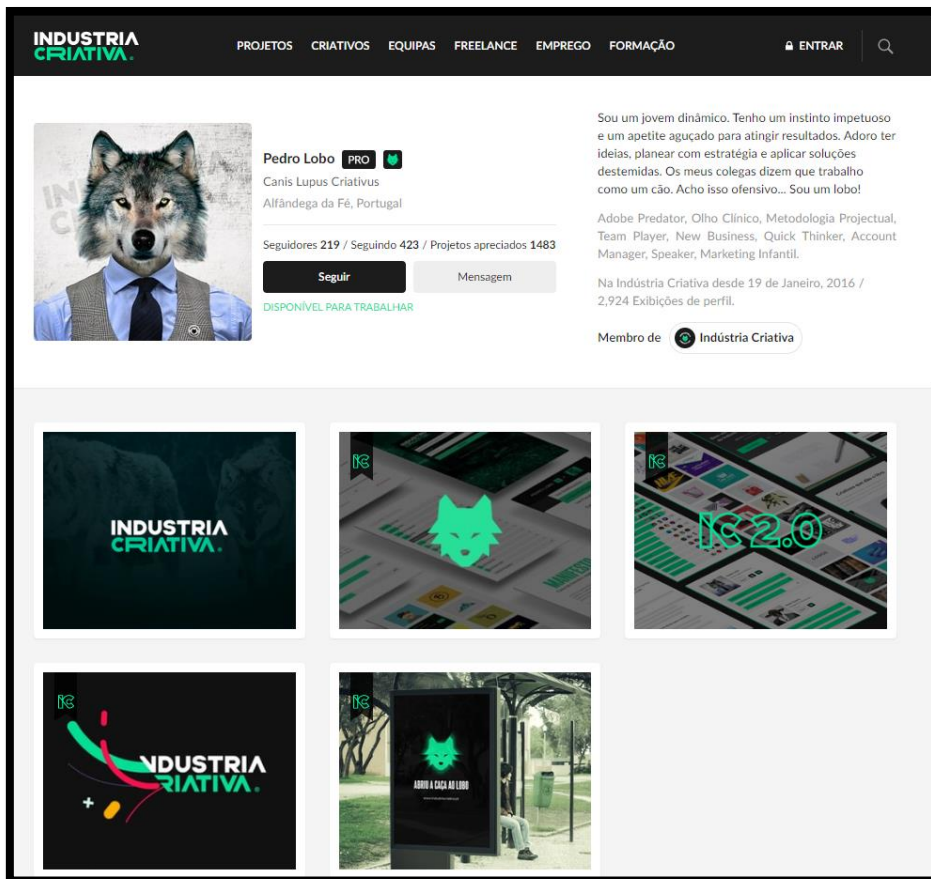 INDUSTRIA
CRIATIVA.
PROJETOS CRIATIVOS EQUIPAS FREELANCE EMPREGO FORMAÇÃO ENTRAR
Pedro Lobo PRO
Canis Lupus Criativus
Alfândega da Fé, Portugal
Seguidores 219 / Seguindo 423 / Projetos apreciados 1483
Seguir Mensagem
DISPONÍVEL PARA TRABALHAR
Sou um jovem dinâmico. Tenho um instinto impetuoso
e um apetite aguçado para atingir resultados. Adoro ter
ideias, planear com estratégia e aplicar soluções
destemidas. Os meus colegas dizem que trabalho
como um cão. Acho isso ofensivo... Sou um lobo!
Adobe Predator, Olho Clínico, Metodologia Projectual,
Team Player, New Business, Quick Thinker, Account
Manager, Speaker, Marketing Infantil.
Na Indústria Criativa desde 19 de Janeiro, 2016 /
2,924 Exibições de perfil.
Membro de Indústria Criativa
INDUSTRIA
CRIATIVA.
IC
MANIFESTO
IC
IC 2.0
IC
NDUSTRIA
RIATIVA.
IC
ABRIU A CAÇA AO LOBO